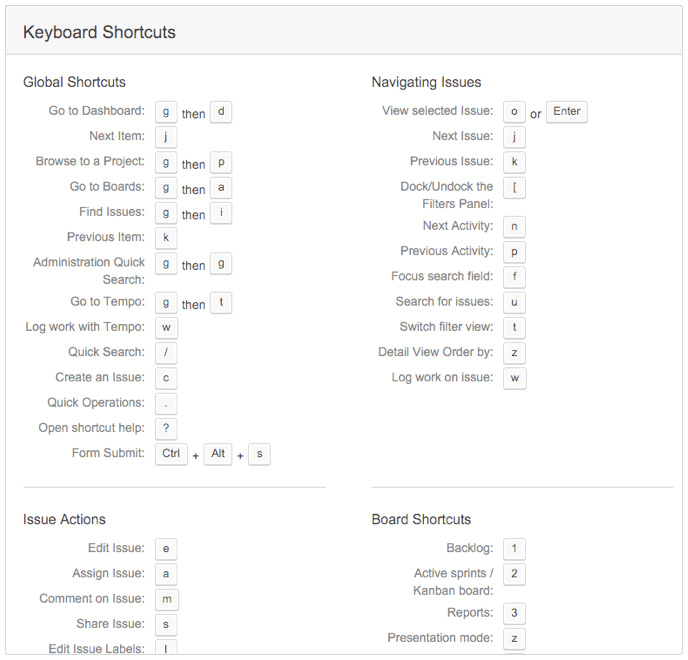 Keyboard Shortcuts
Global Shortcuts
Go to Dashboard: g then d
Next Item: j
Browse to a Project: g then p
Go to Boards: g then a
Find Issues: g then i
Previous Item: k
Administration Quick
Search: g then g
Go to Tempo: g then t
Log work with Tempo: w
Quick Search: /
Create an Issue: c
Quick Operations: .
Open shortcut help: ?
Form Submit: Ctrl + Alt + s
Navigating Issues
View selected Issue: o or Enter
Next Issue: j
Previous Issue: k
Dock/Undock the [
Filters Panel:
Next Activity: n
Previous Activity: p
Focus search field: f
Search for issues: u
Switch filter view: t
Detail View Order by: z
Log work on issue: w
Issue Actions
Edit Issue: e
Assign Issue: a
Comment on Issue: m
Share Issue: s
Edit Issue Labels: l
Board Shortcuts
Backlog: 1
Active sprints / 2
Kanban board:
Reports: 3
Presentation mode: z